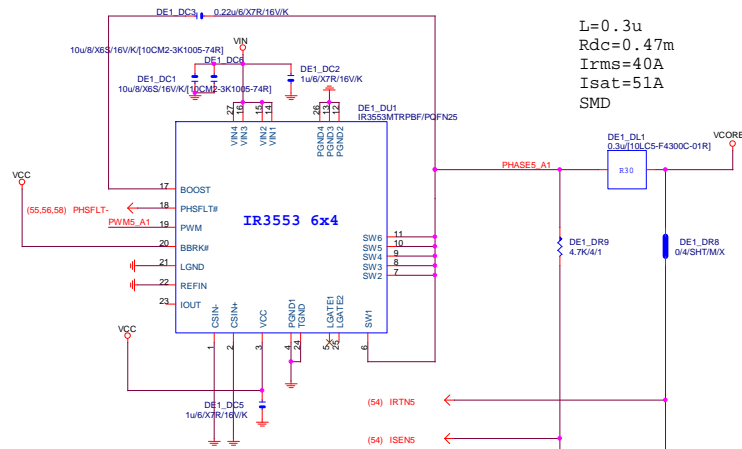 DE1_DC3 0.22u/6/X7R/16V/K
L=0.3u
Rdc=0.47m
Irms=40A
Isat=51A
SMD
10u/8/X6S/16V/K/[10CM2-3K1005-74R]
VIN
DE1_DC6
DE1_DC1
10u/8/X6S/16V/K/[10CM2-3K1005-74R]
DE1_DC2
1u/6/X7R/16V/K
DE1_DU1
IR3553MTRPBF/PQFN25
27 16 15 14 26 13 12
VIN4 VIN3 VIN2 VIN1 PGND4 PGND3 PGND2
DE1_DL1
0.3u/[10LC5-F4300C-01R]
VCORE
PHASE5_A1
R30
VCC
17 BOOST
(55,56,58) PHSFLT- 18 PHSFLT#
PWM5_A1 19 PWM
20 BBRK#
21 LGND
22 REFIN
23 IOUT
IR3553 6x4
SW6 11
SW5 10
SW4 9
SW3 8
SW2 7
DE1_DR9
4.7K/4/1
DE1_DR8
0/4/SHT/M/X
CSIN- CSIN+ VCC PGND1 TGND LGATE1 LGATE2 SW1
1 2 3 4 24 5 25 6
VCC
DE1_DC5
1u/6/X7R/16V/K
(54) IRTN5
(54) ISEN5